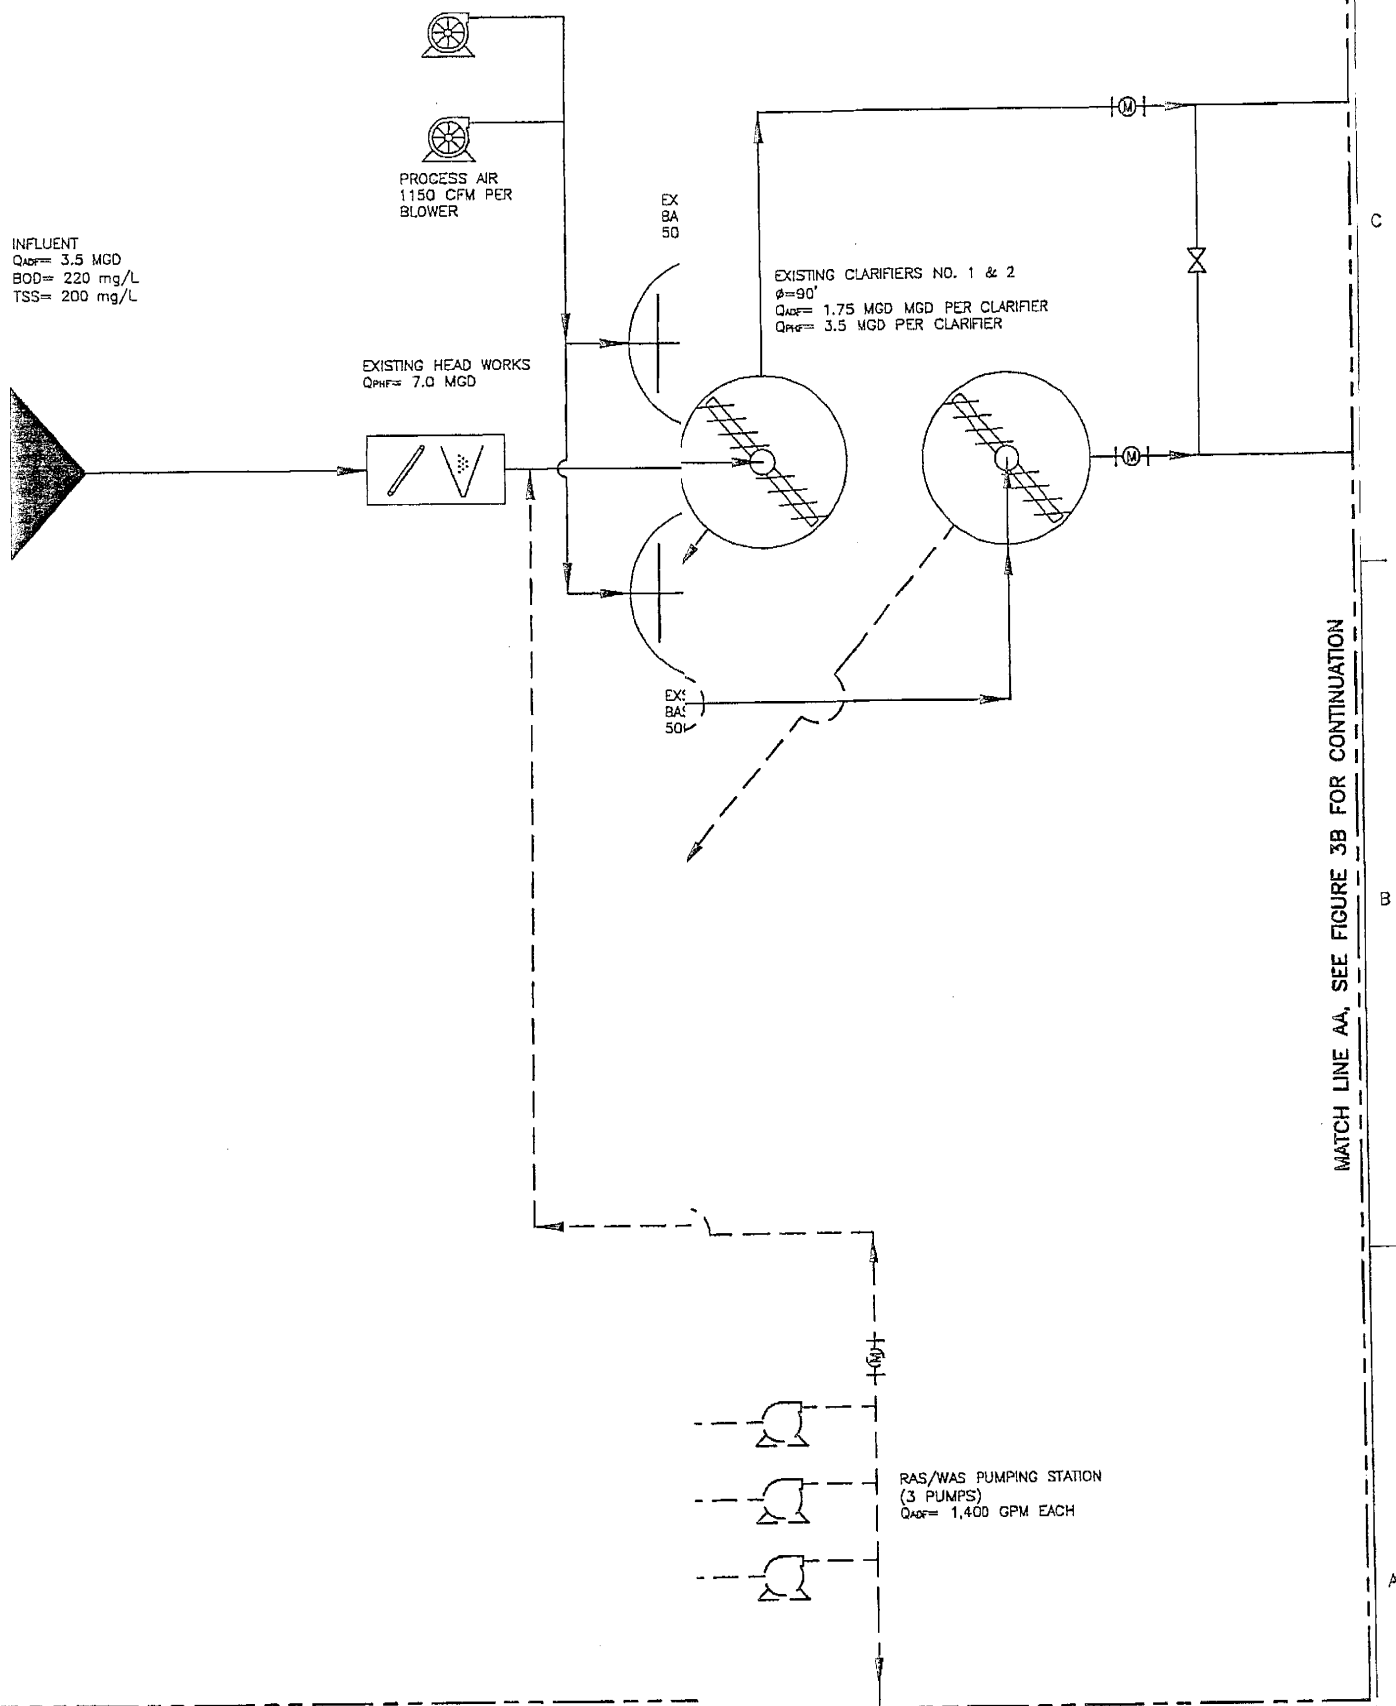 PROCESS AIR
1150 CFM PER
BLOWER
INFLUENT
QADF= 3.5 MGD
BOD= 220 mg/L
TSS= 200 mg/L
EX
BA
50
EXISTING CLARIFIERS NO. 1 & 2
ø=90'
QADF= 1.75 MGD MGD PER CLARIFIER
QPHF= 3.5 MGD PER CLARIFIER
EXISTING HEAD WORKS
QPHF= 7.0 MGD
M
M
C
EXS
BAS
50
MATCH LINE AA, SEE FIGURE 3B FOR CONTINUATION
B
M
RAS/WAS PUMPING STATION
(3 PUMPS)
QADF= 1,400 GPM EACH
A